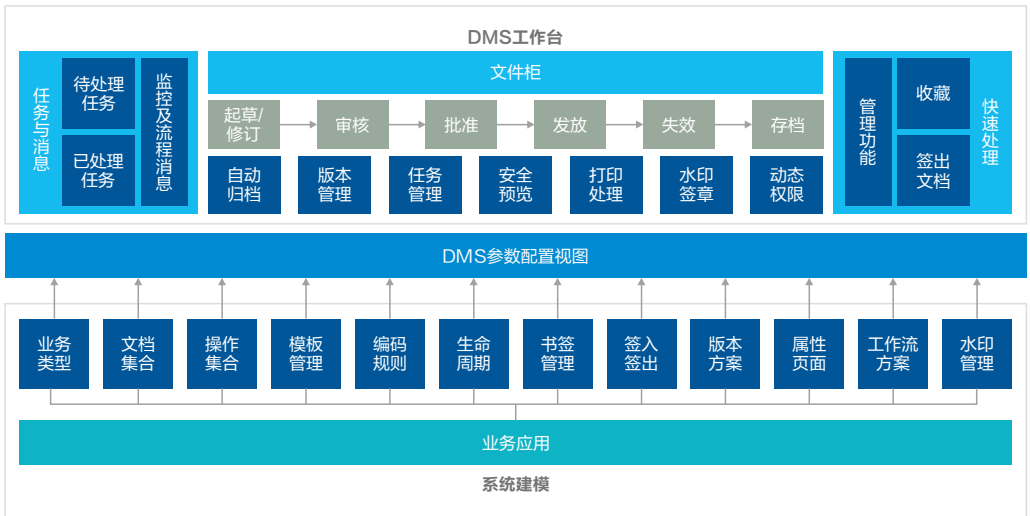 DMS工作台
任务与消息
待处理
任务
已处理
任务
监控及流程消息
文件柜
起草/
修订
审核
批准
发放
失效
存档
自动
归档
版本
管理
任务
管理
安全
预览
打印
处理
水印
签章
动态
权限
管理功能
收藏
签出
文档
快速处理
DMS参数配置视图
业务
类型
文档
集合
操作
集合
模板
管理
编码
规则
生命
周期
书签
管理
签入
签出
版本
方案
属性
页面
工作流
方案
水印
管理
业务应用
系统建模